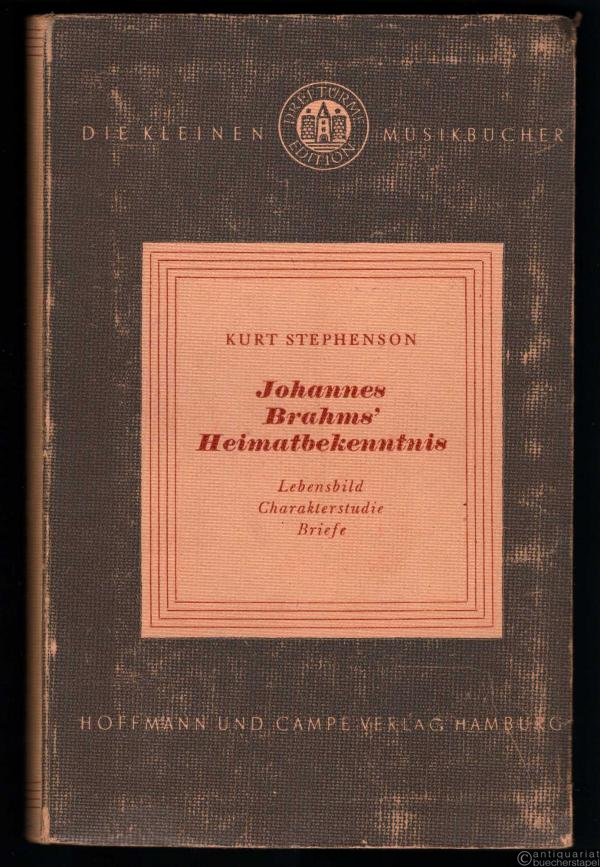 DIE KLEINEN MUSIKBÜCHER
DREI TÜRME EDITION
KURT STEPHENSON
Johannes
Brahms'
Heimatbekenntnis
Lebensbild
Charakterstudie
Briefe
HOFFMANN UND CAMPE VERLAG HAMBURG
antiquariat
buecherstapel